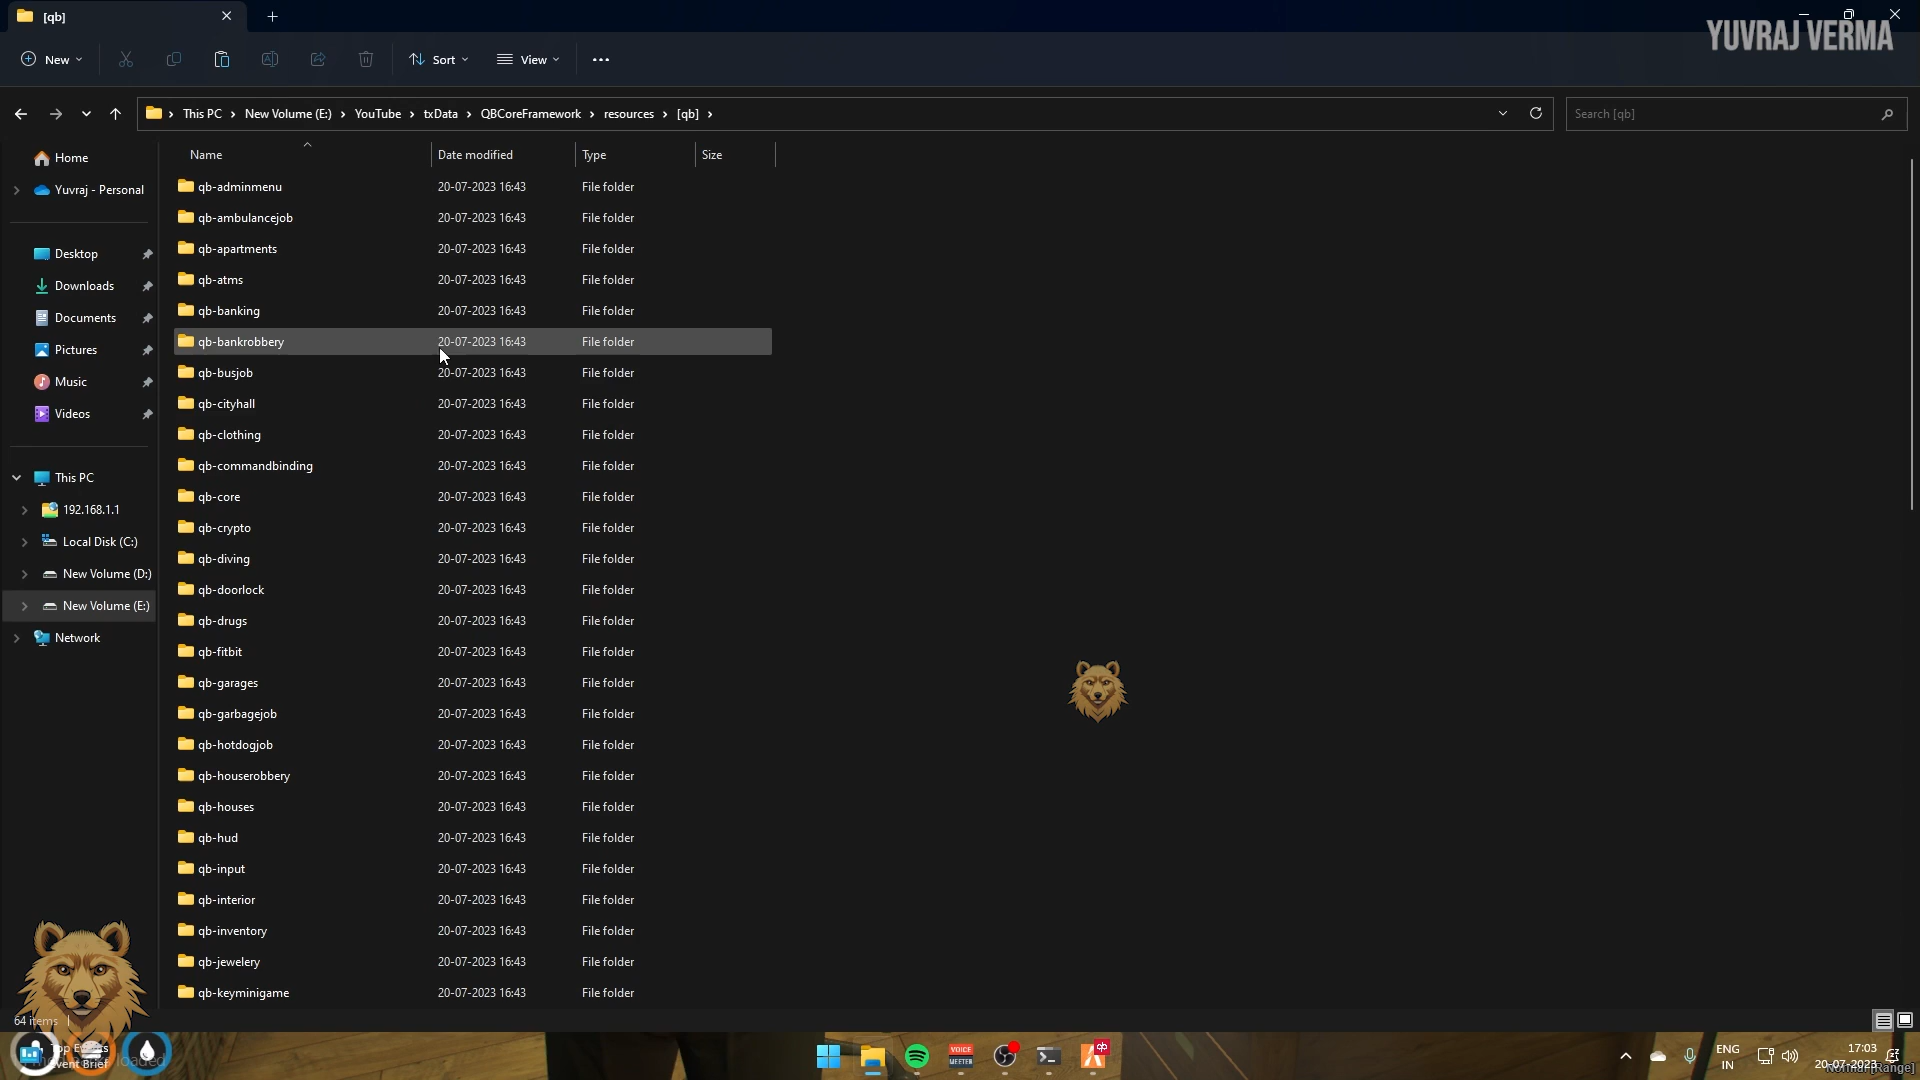 [qb]
YUVRAJ VERMA
New
Sort
View
This PC > New Volume (E:) > YouTube > txData > QBCoreFramework > resources > [qb] >
Search [qb]
Home
Yuvraj - Personal
Desktop
Downloads
Documents
Pictures
Music
Videos
This PC
192.168.1.1
Local Disk (C:)
New Volume (D:)
New Volume (E:)
Network
Name Date modified Type Size
qb-adminmenu 20-07-2023 16:43 File folder
qb-ambulancejob 20-07-2023 16:43 File folder
qb-apartments 20-07-2023 16:43 File folder
qb-atms 20-07-2023 16:43 File folder
qb-banking 20-07-2023 16:43 File folder
qb-bankrobbery 20-07-2023 16:43 File folder
qb-busjob 20-07-2023 16:43 File folder
qb-cityhall 20-07-2023 16:43 File folder
qb-clothing 20-07-2023 16:43 File folder
qb-commandbinding 20-07-2023 16:43 File folder
qb-core 20-07-2023 16:43 File folder
qb-crypto 20-07-2023 16:43 File folder
qb-diving 20-07-2023 16:43 File folder
qb-doorlock 20-07-2023 16:43 File folder
qb-drugs 20-07-2023 16:43 File folder
qb-fitbit 20-07-2023 16:43 File folder
qb-garages 20-07-2023 16:43 File folder
qb-garbagejob 20-07-2023 16:43 File folder
qb-hotdogjob 20-07-2023 16:43 File folder
qb-houserobbery 20-07-2023 16:43 File folder
qb-houses 20-07-2023 16:43 File folder
qb-hud 20-07-2023 16:43 File folder
qb-input 20-07-2023 16:43 File folder
qb-interior 20-07-2023 16:43 File folder
qb-inventory 20-07-2023 16:43 File folder
qb-jewelery 20-07-2023 16:43 File folder
qb-keyminigame 20-07-2023 16:43 File folder
64 items
Top Events
Event Brief
VOICE
MEETER
qb
ENG
IN
17:03
20-07-2023
[Range]